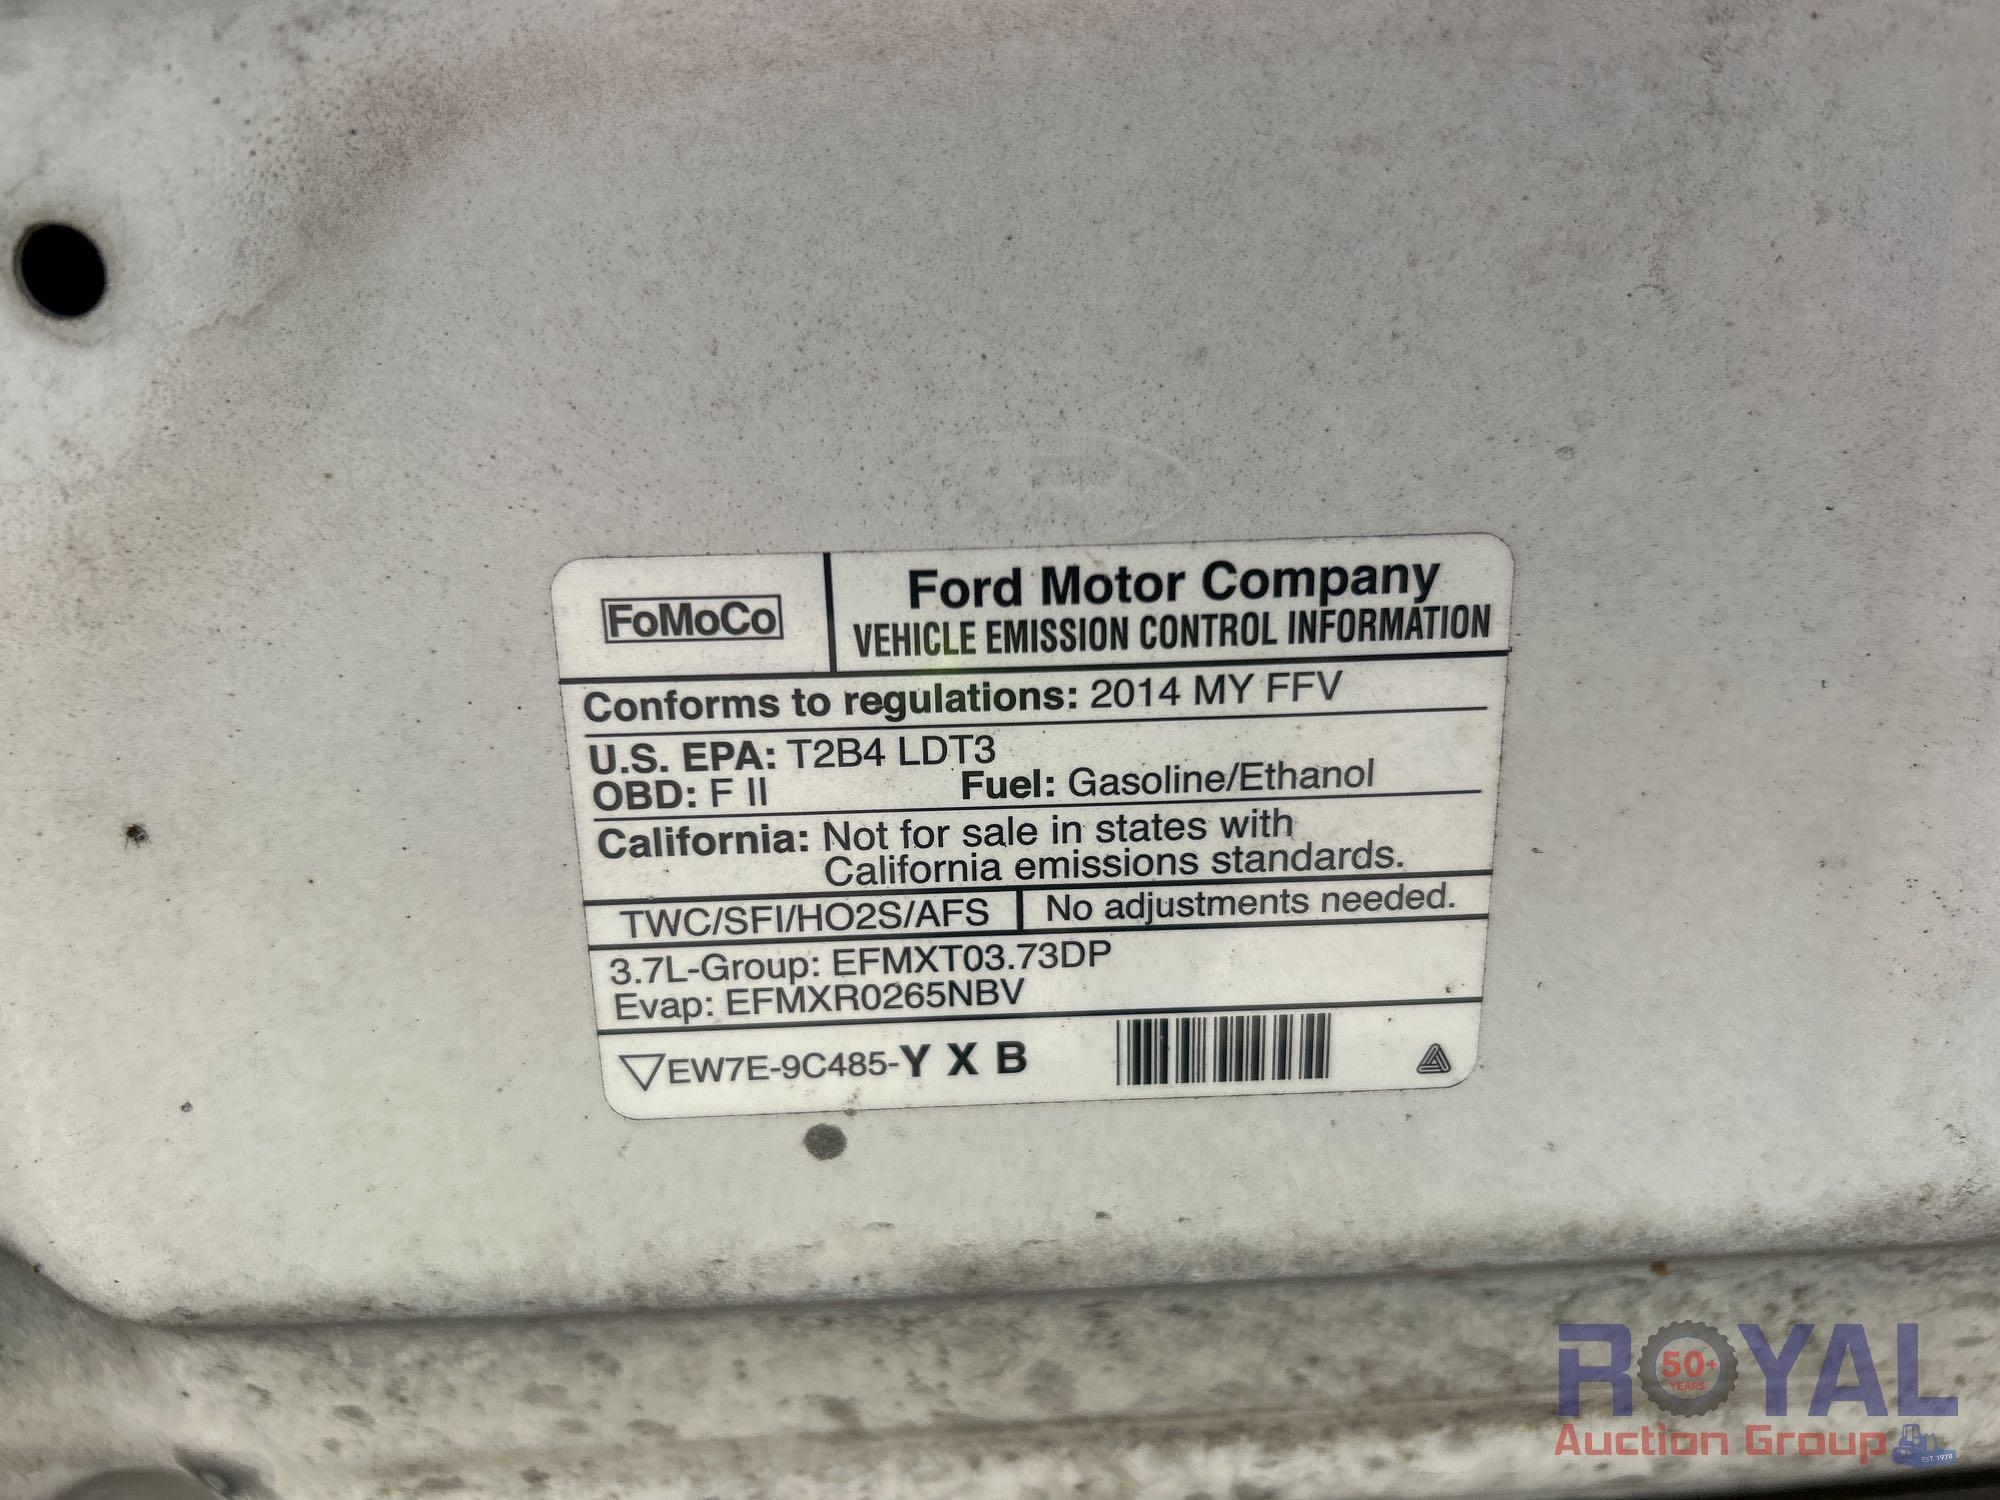 FoMoCo
Ford Motor Company
VEHICLE EMISSION CONTROL INFORMATION
Conforms to regulations: 2014 MY FFV
U.S. EPA: T2B4 LDT3
OBD: F II Fuel: Gasoline/Ethanol
California: Not for sale in states with
California emissions standards.
TWC/SFI/HO2S/AFS No adjustments needed.
3.7L-Group: EFMXT03.73DP
Evap: EFMXR0265NBV
EW7E-9C485-Y X B
ROYAL
50+
YEARS
Auction Group
EST. 1970